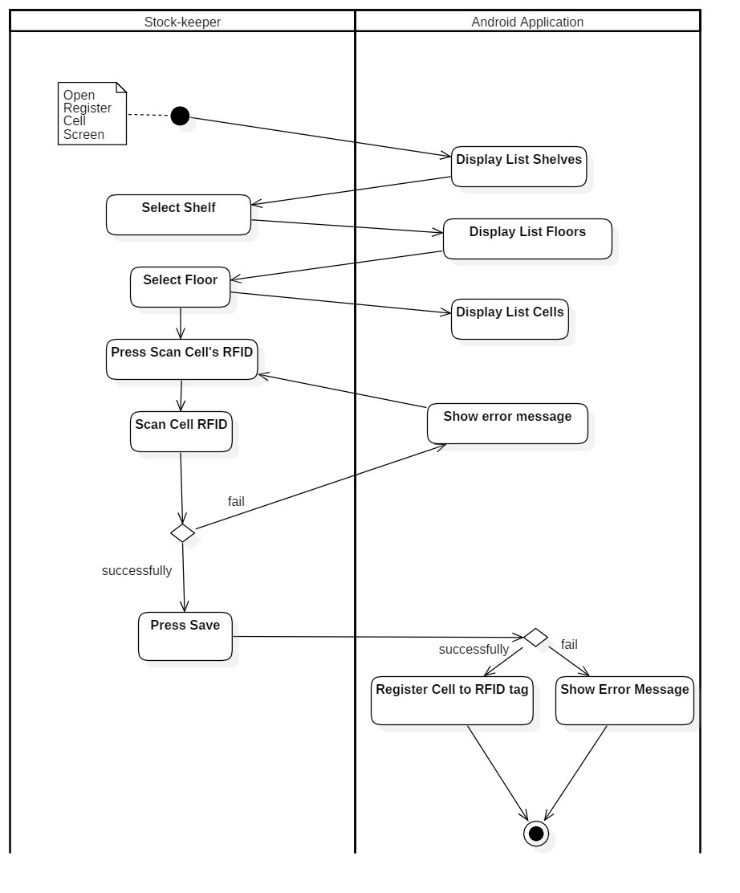 Stock-keeper
Android Application
Open
Register
Cell
Screen
Display List Shelves
Select Shelf
Display List Floors
Select Floor
Display List Cells
Press Scan Cell's RFID
Show error message
Scan Cell RFID
fail
successfully
Press Save
successfully
fail
Register Cell to RFID tag
Show Error Message